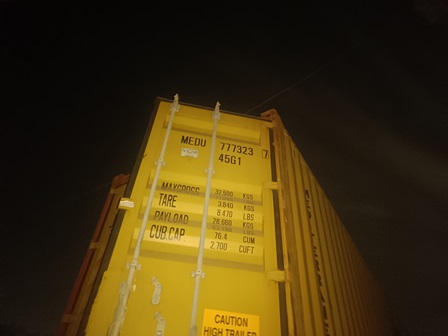 MEDU 777323 7
45G1
MAXGROSS 32.500 KGS
TARE 3.840 KGS
8.470 LBS
PAYLOAD 28.660 KGS
CUB.CAP. 76.4 CUM
2.700 CUFT
CAUTION
HIGH TRAILER